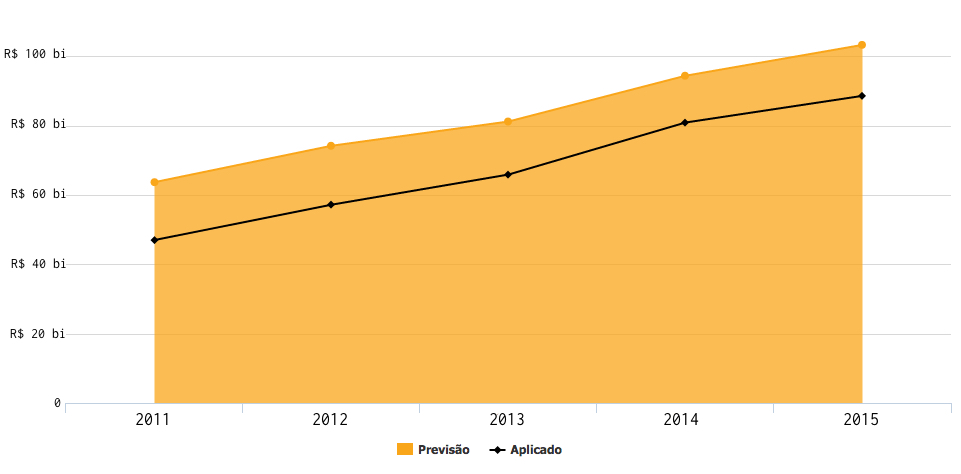 R$ 100 bi
R$ 80 bi
R$ 60 bi
R$ 40 bi
R$ 20 bi
0
2011 2012 2013 2014 2015
Previsão Aplicado